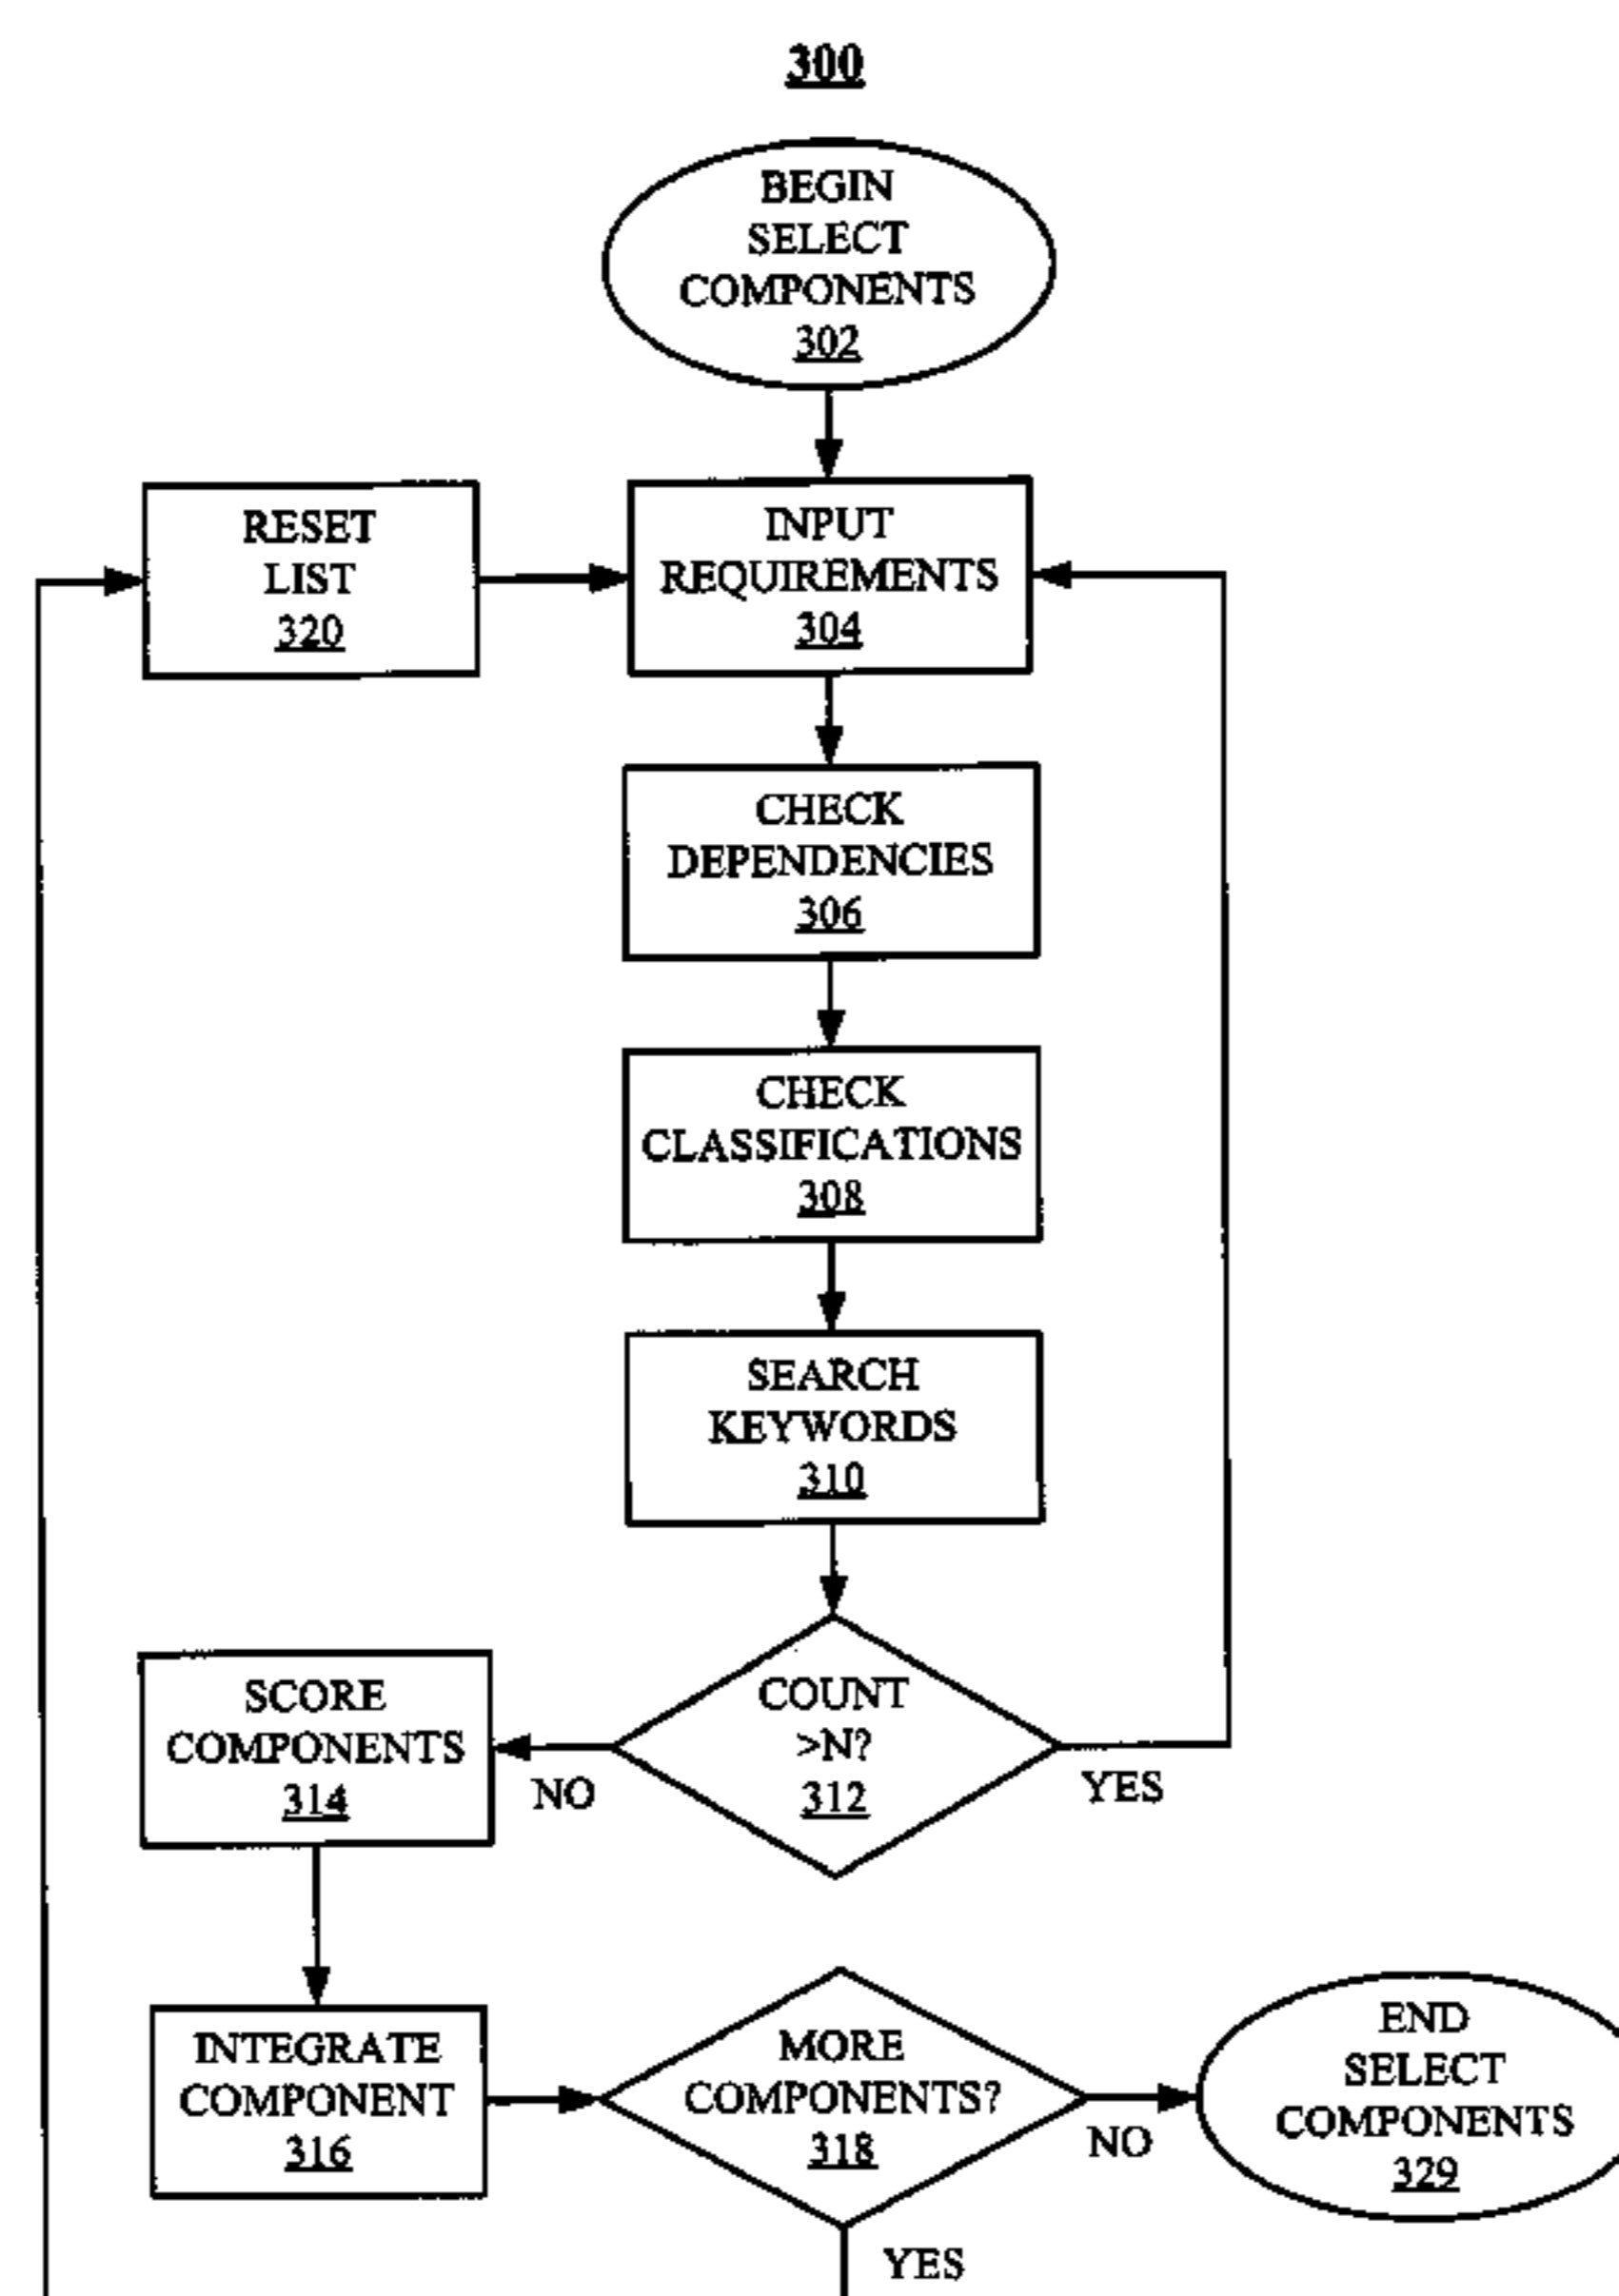 300
BEGIN
SELECT
COMPONENTS
302
RESET
LIST
320
INPUT
REQUIREMENTS
304
CHECK
DEPENDENCIES
306
CHECK
CLASSIFICATIONS
308
SEARCH
KEYWORDS
310
SCORE
COMPONENTS
314
NO
COUNT
>N?
312
YES
INTEGRATE
COMPONENT
316
MORE
COMPONENTS?
318
NO
END
SELECT
COMPONENTS
329
YES